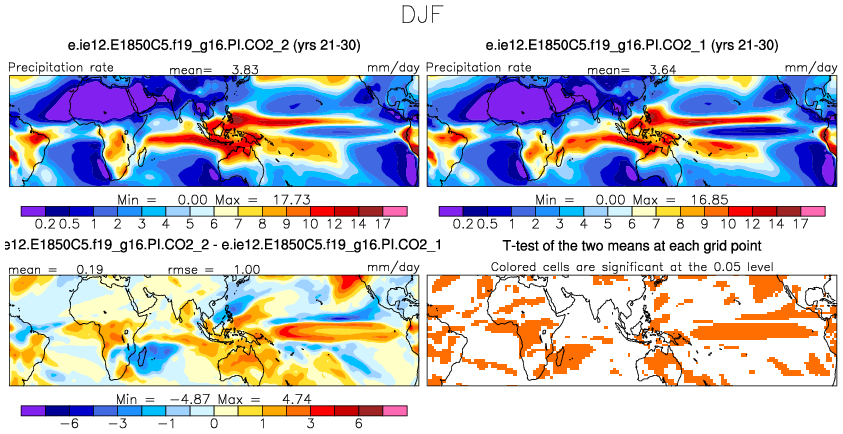 DJF
e.ie12.E1850C5.f19_g16.PI.CO2_2 (yrs 21-30)
Precipitation rate mean= 3.83 mm/day
Min = 0.00 Max = 17.73
0.2 0.5 1 2 3 4 5 6 7 8 9 10 12 14 17
e.ie12.E1850C5.f19_g16.PI.CO2_1 (yrs 21-30)
Precipitation rate mean= 3.64 mm/day
Min = 0.00 Max = 16.85
0.2 0.5 1 2 3 4 5 6 7 8 9 10 12 14 17
e12.E1850C5.f19_g16.PI.CO2_2 - e.ie12.E1850C5.f19_g16.PI.CO2_1
mean = 0.19 rmse = 1.00 mm/day
Min = -4.87 Max = 4.74
-6 -3 -1 0 1 3 6
T-test of the two means at each grid point
Colored cells are significant at the 0.05 level